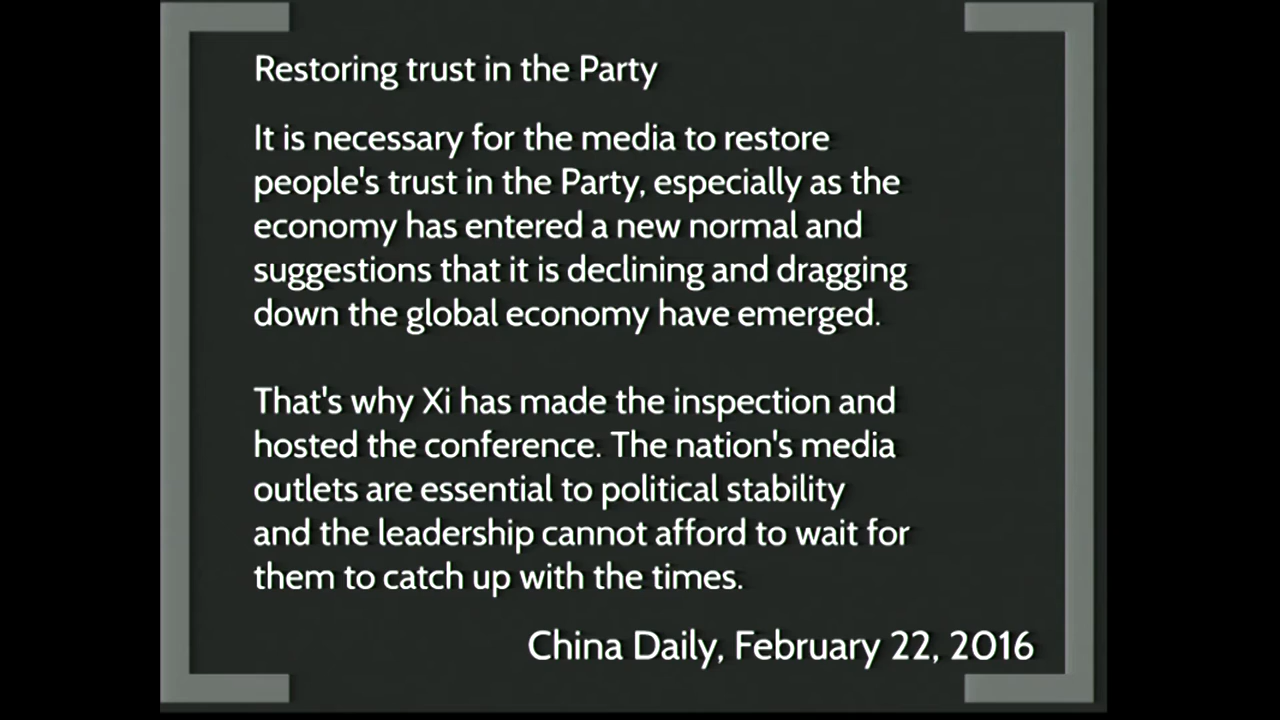 Restoring trust in the Party
It is necessary for the media to restore
people's trust in the Party, especially as the
economy has entered a new normal and
suggestions that it is declining and dragging
down the global economy have emerged.
That's why Xi has made the inspection and
hosted the conference. The nation's media
outlets are essential to political stability
and the leadership cannot afford to wait for
them to catch up with the times.
China Daily, February 22, 2016